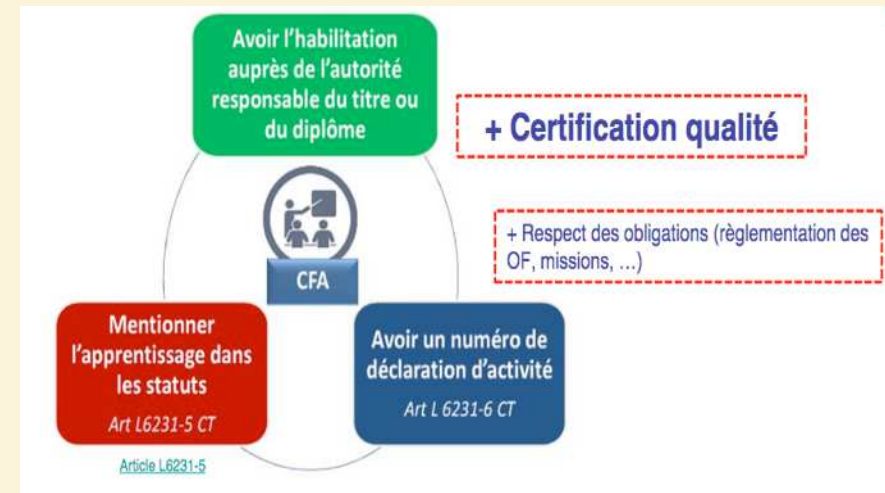 Avoir l'habilitation
auprès de l'autorité
responsable du titre ou
du diplôme
+ Certification qualité
+ Respect des obligations (règlementation des
OF, missions, ...)
CFA
Mentionner
l'apprentissage dans
les statuts
Art L6231-5 CT
Avoir un numéro de
déclaration d'activité
Art L 6231-6 CT
Article L6231-5